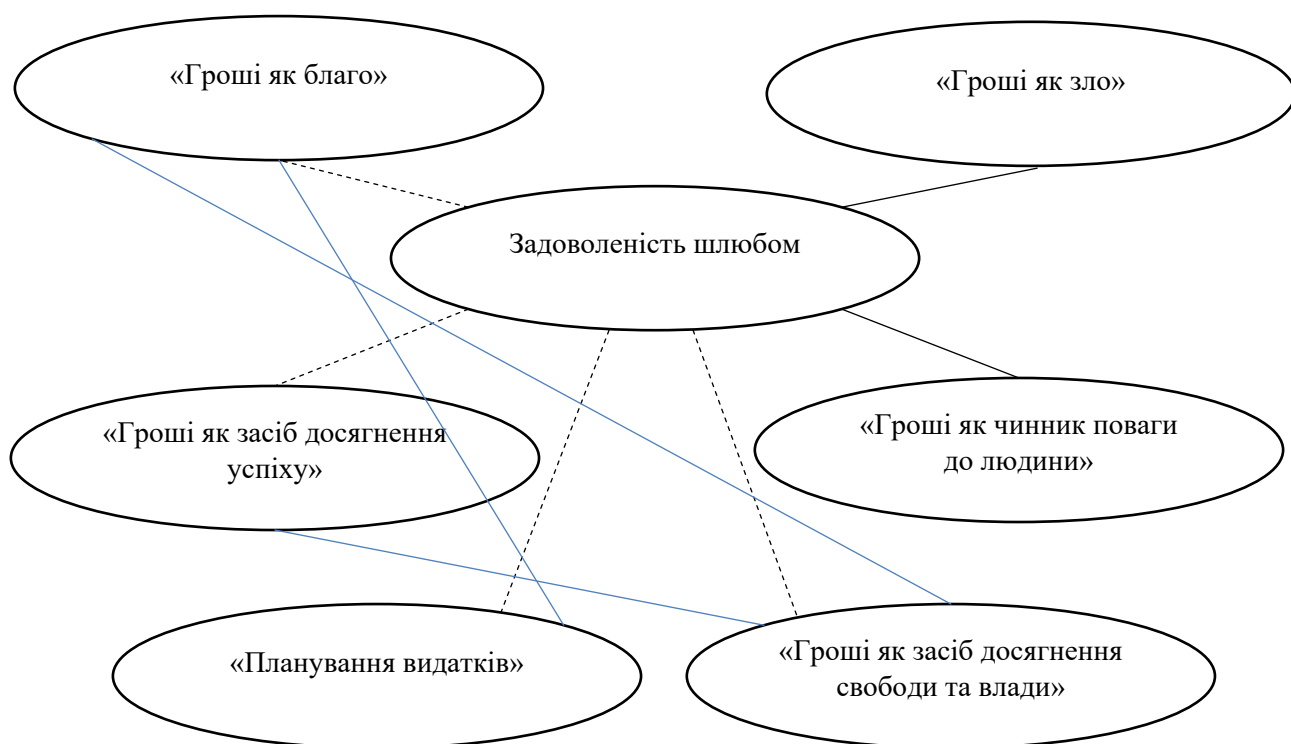 «Гроші як благо»
«Гроші як зло»
Задоволеність шлюбом
«Гроші як засіб досягнення
успіху»
«Гроші як чинник поваги
до людини»
«Планування видатків»
«Гроші як засіб досягнення
свободи та влади»